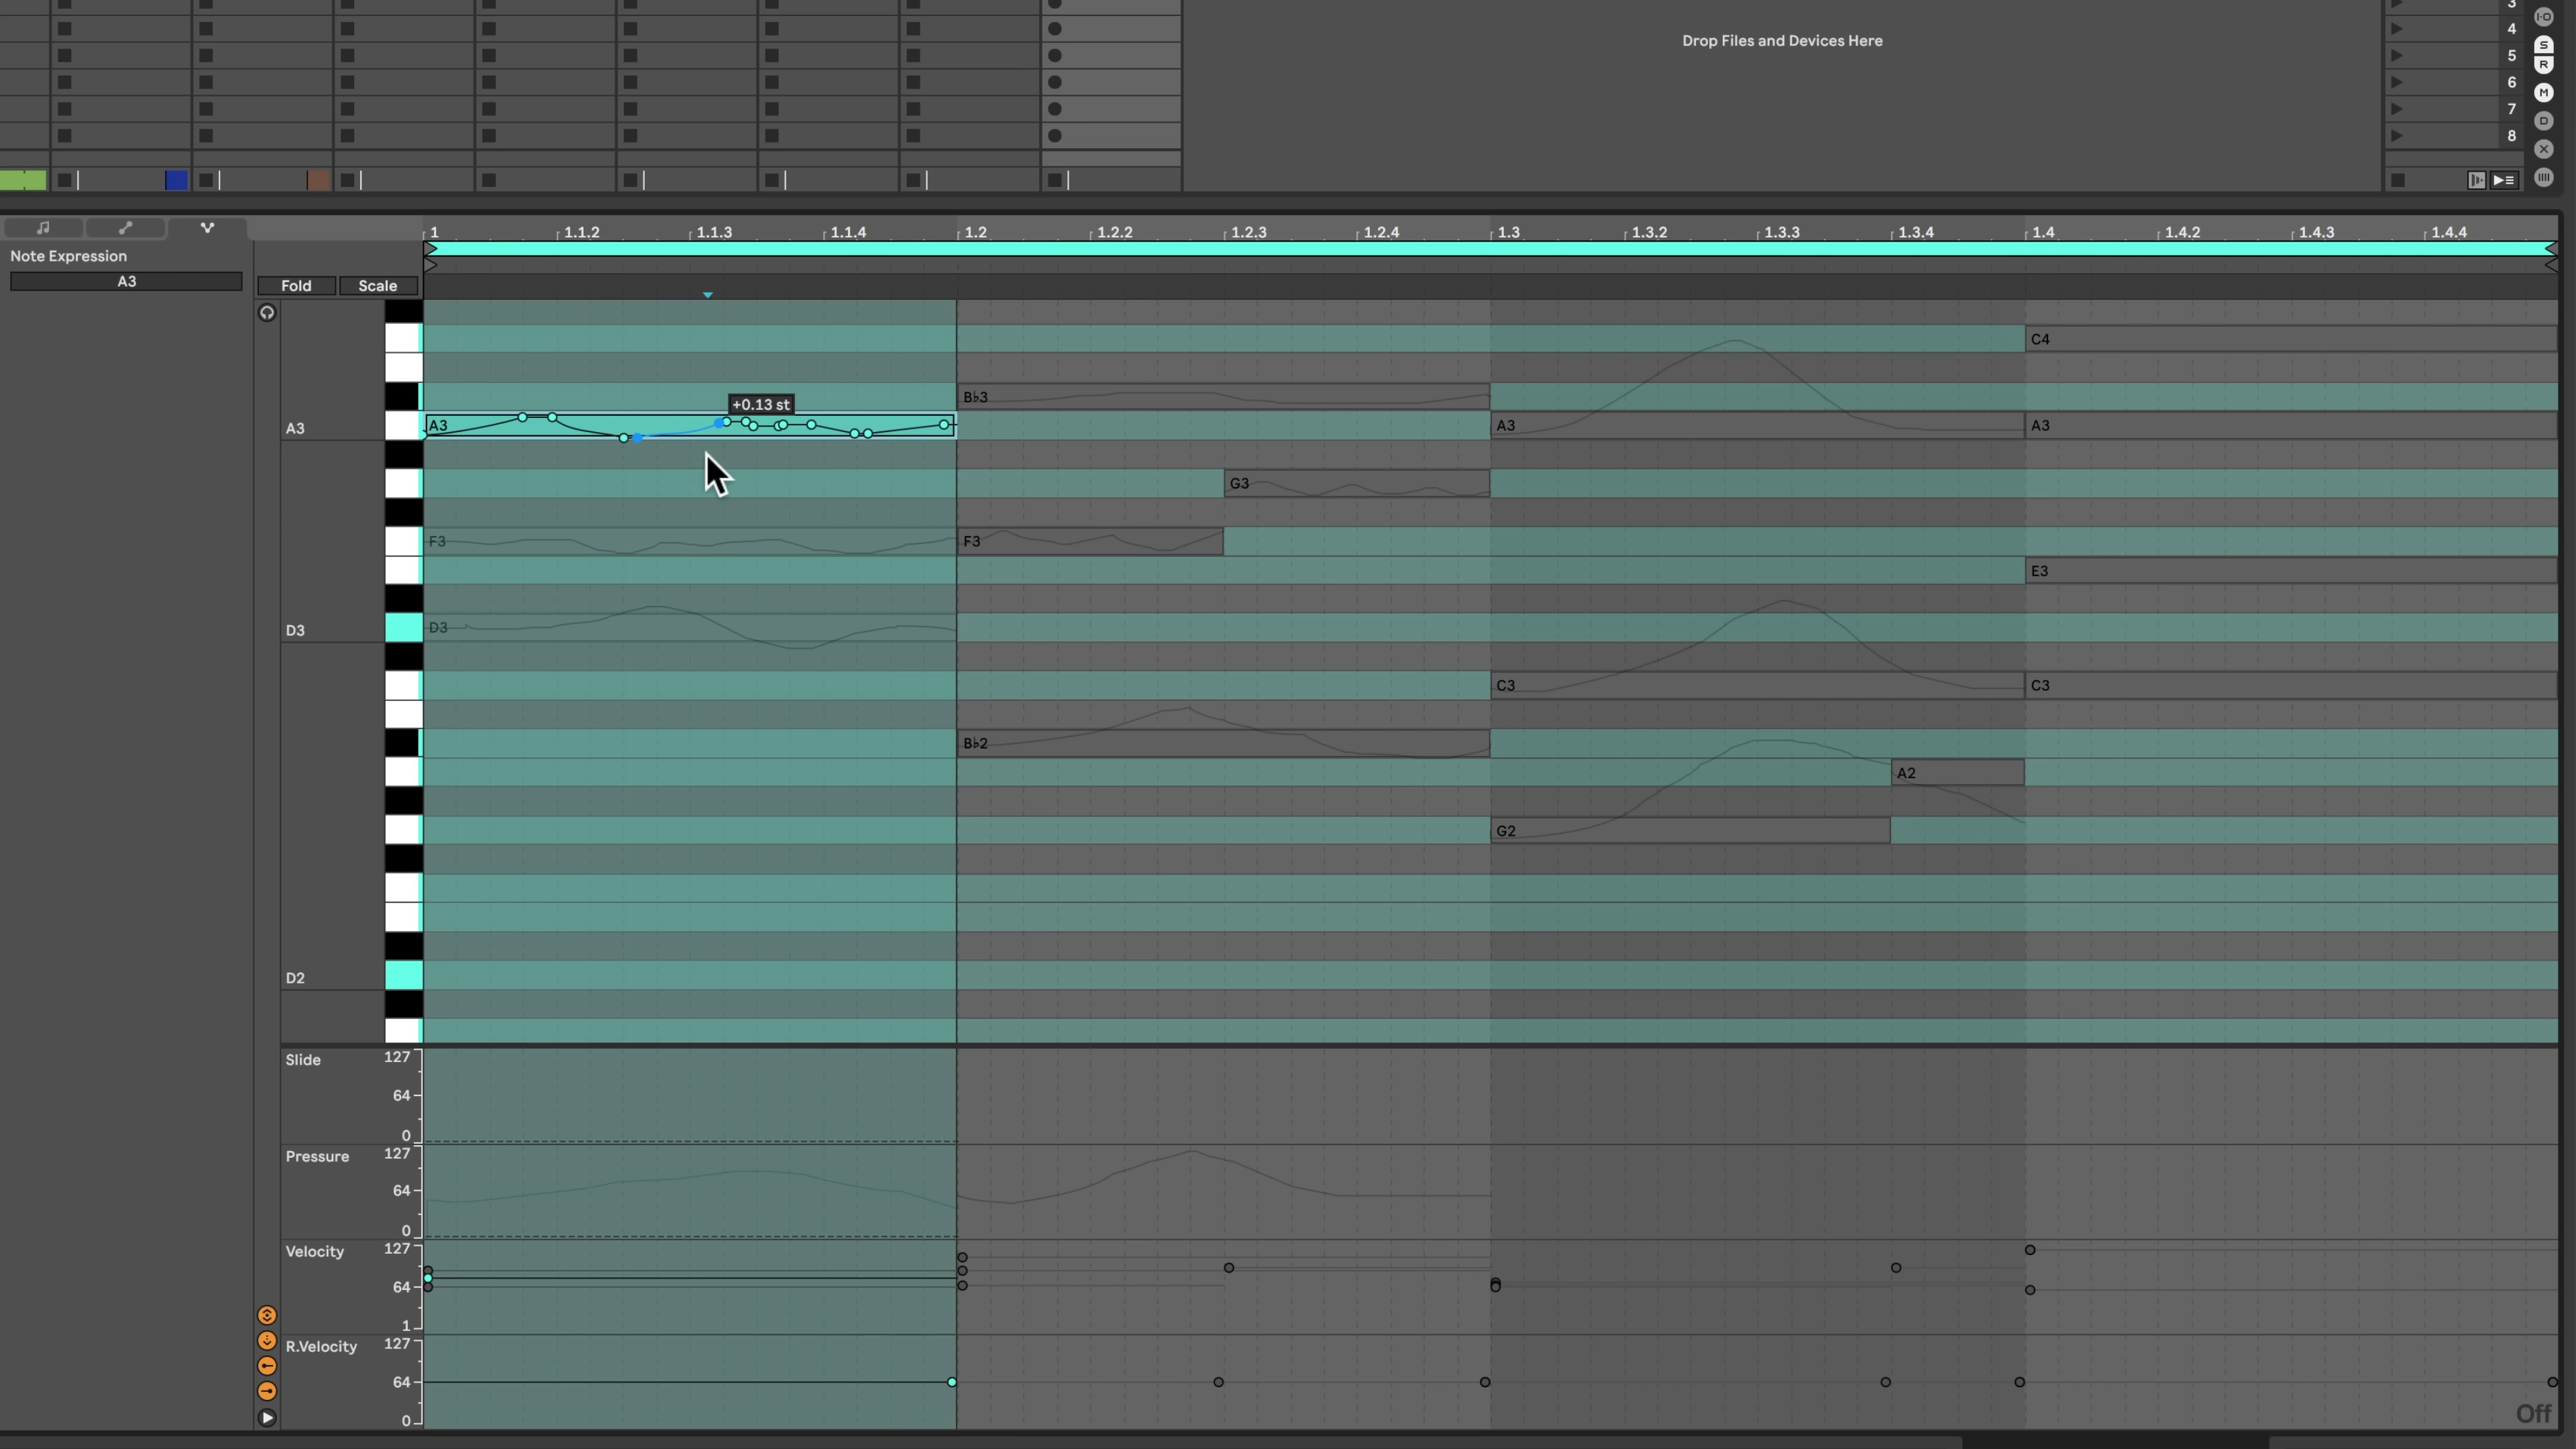 3
Drop Files and Devices Here
4
5
6
7
8
I·O
S
R
M
D
1 1.1.2 1.1.3 1.1.4 1.2 1.2.2 1.2.3 1.2.4 1.3 1.3.2 1.3.3 1.3.4 1.4 1.4.2 1.4.3 1.4.4
Note Expression
A3
Fold Scale
C4
B♭3
+0.13 st
A3 A3 A3 A3
G3
F3 F3
E3
D3 D3
C3 C3
B♭2
A2
G2
D2
Slide 127
64
0
Pressure 127
64
0
Velocity 127
64
1
R.Velocity 127
64
0
Off